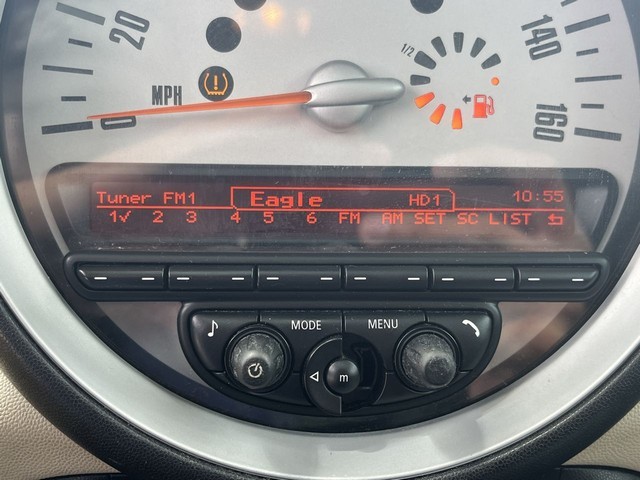 20
1/2
140
MPH
0
160
Tuner FM1 Eagle HD1 10:55
1✓ 2 3 4 5 6 FM AM SET SC LIST
MODE MENU
m